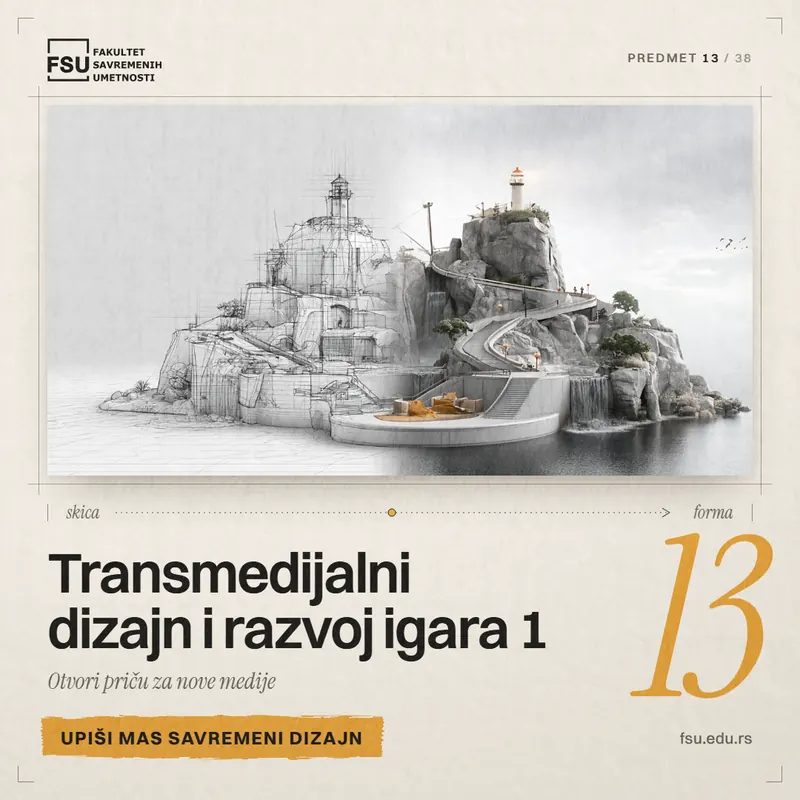 FSU FAKULTET
SAVREMENIH
UMETNOSTI
PREDMET 13 / 38
skica
forma
Transmedijalni
dizajn i razvoj igara 1
13
Otvori priču za nove medije
UPIŠI MAS SAVREMENI DIZAJN
fsu.edu.rs